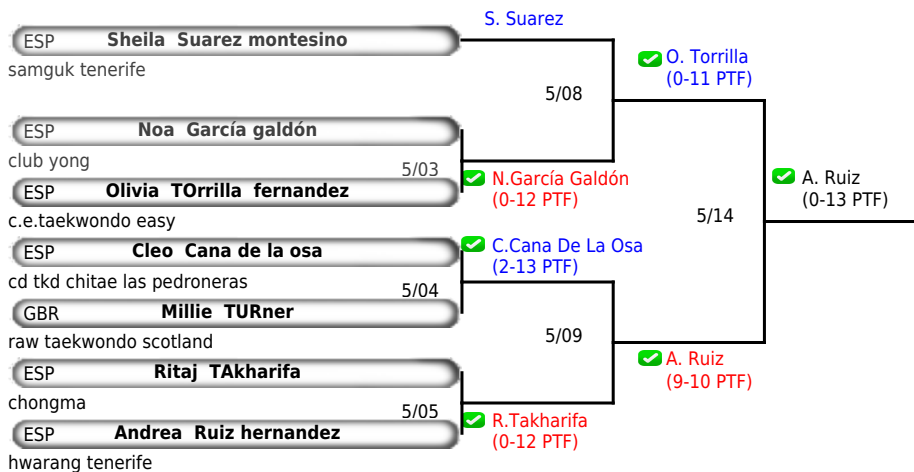 S. Suarez
ESP Sheila Suarez montesino
samguk tenerife
O. Torrilla
(0-11 PTF)
5/08
ESP Noa García galdón
club yong
5/03
N.García Galdón
(0-12 PTF)
ESP Olivia TOrrilla fernandez
c.e.taekwondo easy
A. Ruiz
(0-13 PTF)
5/14
ESP Cleo Cana de la osa
cd tkd chitae las pedroneras
C.Cana De La Osa
(2-13 PTF)
5/04
GBR Millie TURner
raw taekwondo scotland
5/09
A. Ruiz
(9-10 PTF)
ESP Ritaj TAkharifa
chongma
5/05
R.Takharifa
(0-12 PTF)
ESP Andrea Ruiz hernandez
hwarang tenerife